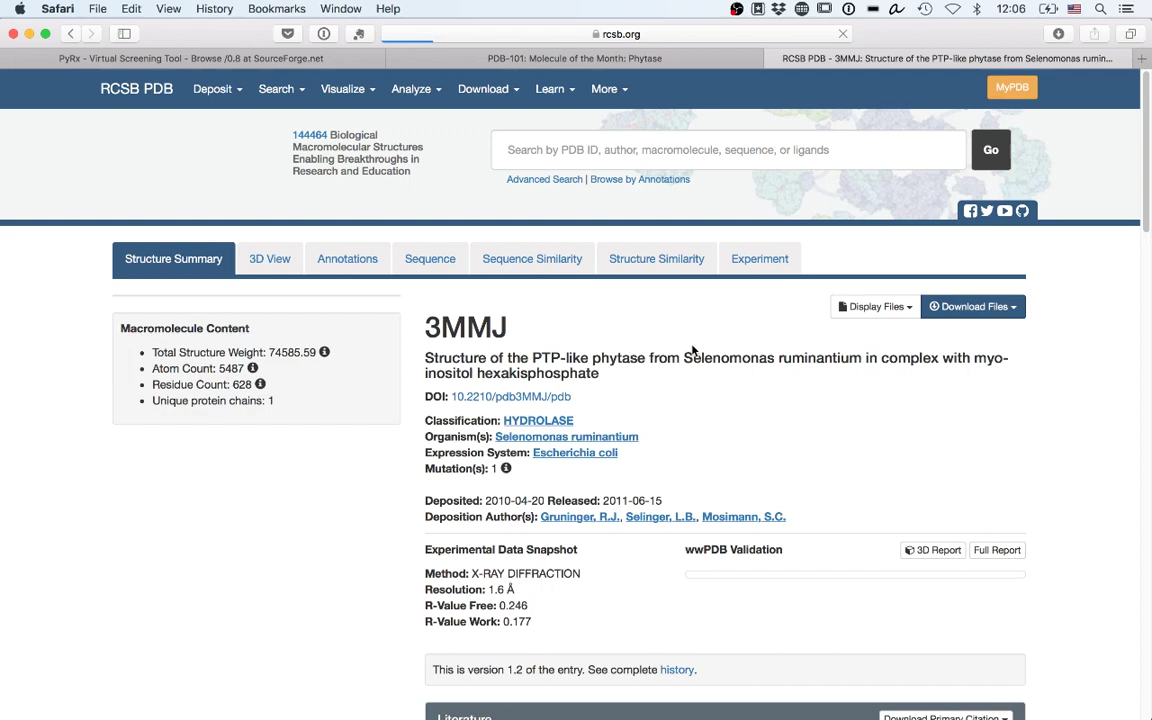 Safari File Edit View History Bookmarks Window Help 12:06
rcsb.org
PyRx - Virtual Screening Tool - Browse /0.8 at SourceForge.net
PDB-101: Molecule of the Month: Phytase
RCSB PDB - 3MMJ: Structure of the PTP-like phytase from Selenomonas rumin...
RCSB PDB Deposit Search Visualize Analyze Download Learn More MyPDB
144464 Biological
Macromolecular Structures
Enabling Breakthroughs in
Research and Education
Search by PDB ID, author, macromolecule, sequence, or ligands
Go
Advanced Search | Browse by Annotations
Structure Summary 3D View Annotations Sequence Sequence Similarity Structure Similarity Experiment
Macromolecule Content
• Total Structure Weight: 74585.59
• Atom Count: 5487
• Residue Count: 628
• Unique protein chains: 1
Display Files Download Files
3MMJ
Structure of the PTP-like phytase from Selenomonas ruminantium in complex with myo-
inositol hexakisphosphate
DOI: 10.2210/pdb3MMJ/pdb
Classification: HYDROLASE
Organism(s): Selenomonas ruminantium
Expression System: Escherichia coli
Mutation(s): 1
Deposited: 2010-04-20 Released: 2011-06-15
Deposition Author(s): Gruninger, R.J., Selinger, L.B., Mosimann, S.C.
Experimental Data Snapshot
Method: X-RAY DIFFRACTION
Resolution: 1.6 Å
R-Value Free: 0.246
R-Value Work: 0.177
wwPDB Validation 3D Report Full Report
This is version 1.2 of the entry. See complete history.
Literature Download Primary Citation